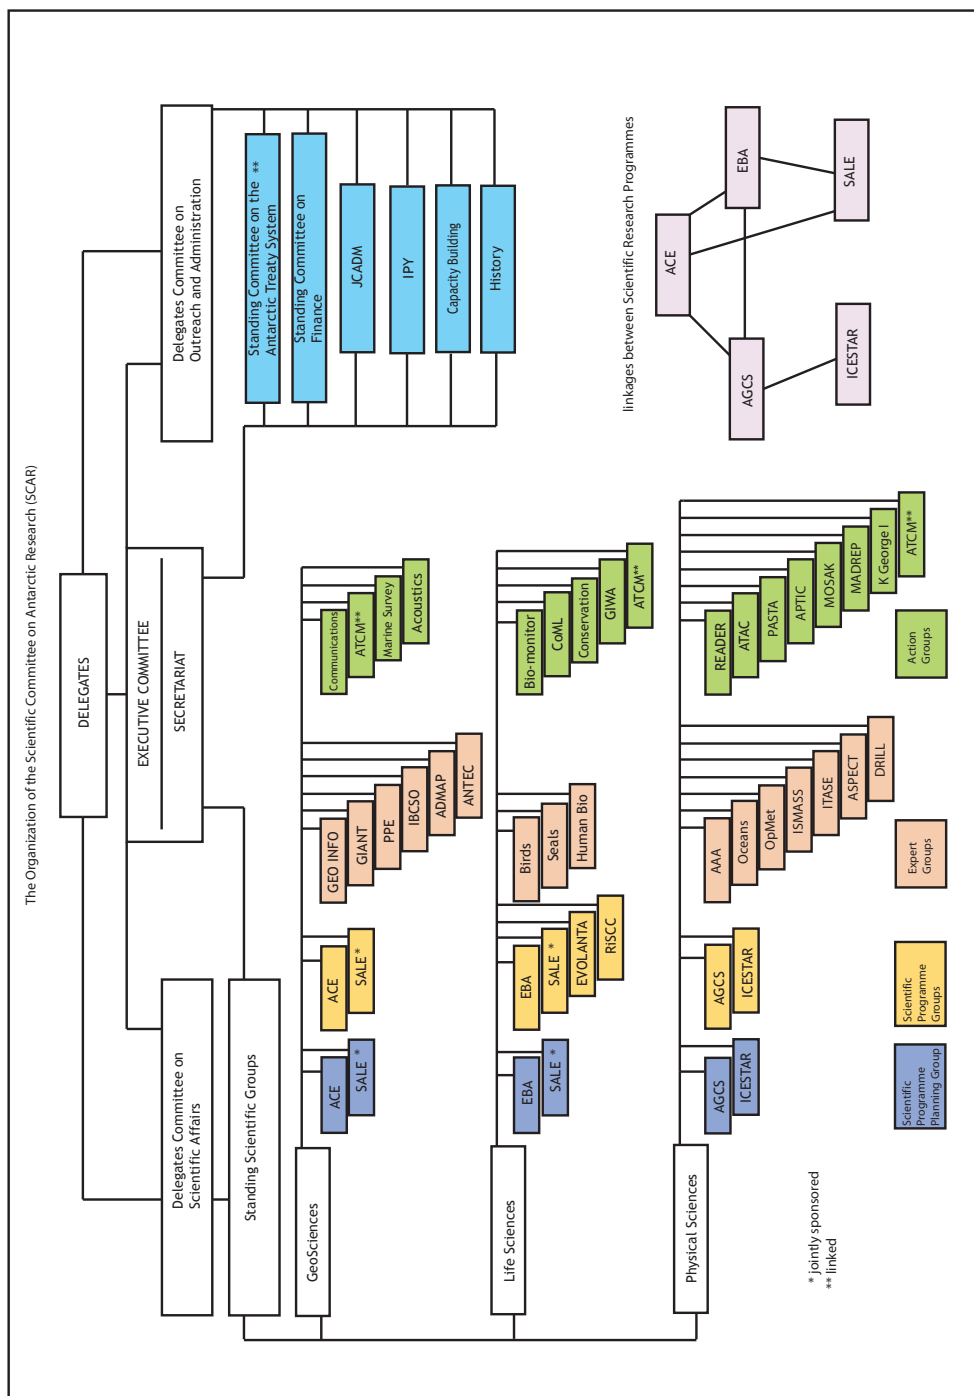 The Organization of the Scientific Committee on Antarctic Research (SCAR)
DELEGATES
EXECUTIVE COMMITTEE
SECRETARIAT
Delegates Committee on
Scientific Affairs
Standing Scientific Groups
Delegates Committee on
Outreach and Administration
Standing Committee on the **
Antarctic Treaty System
Standing Committee on
Finance
JCADM
IPY
Capacity Building
History
GeoSciences
ACE
SALE *
ACE
SALE *
GEO INFO
GIANT
PPE
IBCSO
ADMAP
ANTEC
Communications
ATCM**
Marine Survey
Acoustics
Life Sciences
EBA
SALE *
EBA
SALE *
EVOLANTA
RiSCC
Birds
Seals
Human Bio
Bio-monitor
CoML
Conservation
GIWA
ATCM**
Physical Sciences
AGCS
ICESTAR
AGCS
ICESTAR
AAA
Oceans
OpMet
ISMASS
ITASE
ASPECT
DRILL
READER
ATAC
PASTA
APTIC
MOSAK
MADREP
K George I
ATCM**
linkages between Scientific Research Programmes
ACE
EBA
AGCS
SALE
ICESTAR
* jointly sponsored
** linked
Scientific
Programme
Planning Group
Scientific
Programme
Groups
Expert
Groups
Action
Groups